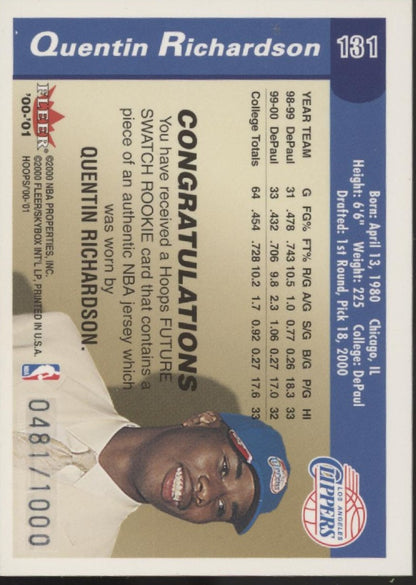 Quentin Richardson 131
Born: April 13, 1980 Chicago, IL
Height: 6'6" Weight: 225 College: DePaul
Drafted: 1st Round, Pick 18, 2000
LOS ANGELES
CLIPPERS
YEAR TEAM G FG% FT% R/G A/G S/G B/G P/G HI
98-99 DePaul 31 .478 .743 10.5 1.0 0.77 0.26 18.3 33
99-00 DePaul 33 .432 .706 9.8 2.3 1.06 0.27 17.0 32
College Totals 64 .454 .728 10.2 1.7 0.92 0.27 17.6 33
CONGRATULATIONS
You have received a Hoops FUTURE
SWATCH ROOKIE card that contains a
piece of an authentic NBA jersey which
was worn by
QUENTIN RICHARDSON.
FLEER®
'00-'01
©2000 NBA PROPERTIES, INC.
©2000 FLEER/SKYBOX INT'L LP, PRINTED IN U.S.A.
HOOPS/'00-'01
NBA
0481/1000
CLIPPERS